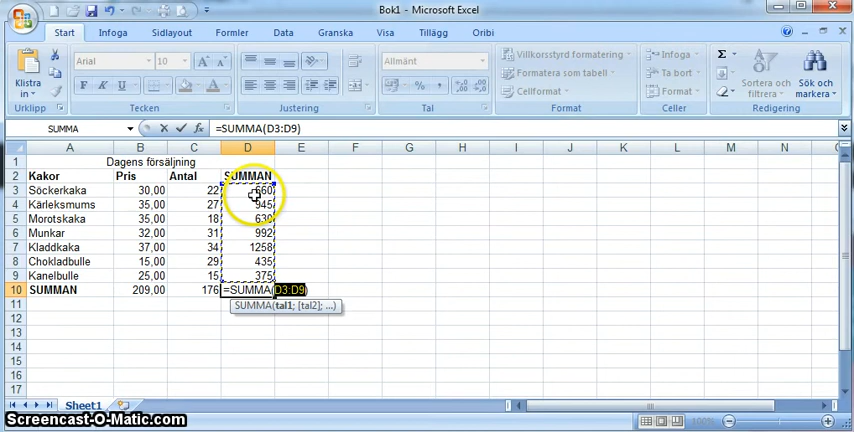 Bok1 - Microsoft Excel
Start Infoga Sidlayout Formler Data Granska Visa Tillägg Oribi
Klistra in
Urklipp
Arial 10
F K U
Tecken
Justering
Allmänt
Tal
Villkorsstyrd formatering
Formatera som tabell
Format
Format
Infoga
Ta bort
Format
Celler
Σ
Sortera och filtrera
Sök och markera
Redigering
SUMMA fx =SUMMA(D3:D9)
A B C D E F G H I J K L M N
1 Dagens försäljning
2 Kakor Pris Antal SUMMAN
3 Söckerkaka 30,00 22 660
4 Kärleksmums 35,00 27 945
5 Morotskaka 35,00 18 630
6 Munkar 32,00 31 992
7 Kladdkaka 37,00 34 1258
8 Chokladbulle 15,00 29 435
9 Kanelbulle 25,00 15 375
10 SUMMAN 209,00 176 =SUMMA(D3:D9)
11 SUMMA(tal1; [tal2]; ...)
12
13
14
15
16
17
Sheet1
Screencast-O-Matic.com
100%